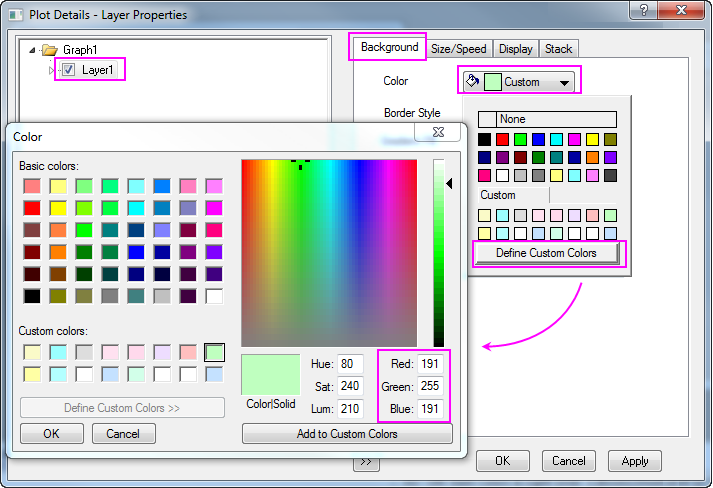 Plot Details - Layer Properties
Graph1
Layer1
Background
Size/Speed
Display
Stack
Color
Custom
Border Style
None
Custom
Define Custom Colors
Color
Basic colors:
Custom colors:
Define Custom Colors >>
OK
Cancel
Color|Solid
Hue: 80
Sat: 240
Lum: 210
Red: 191
Green: 255
Blue: 191
Add to Custom Colors
>>
OK
Cancel
Apply